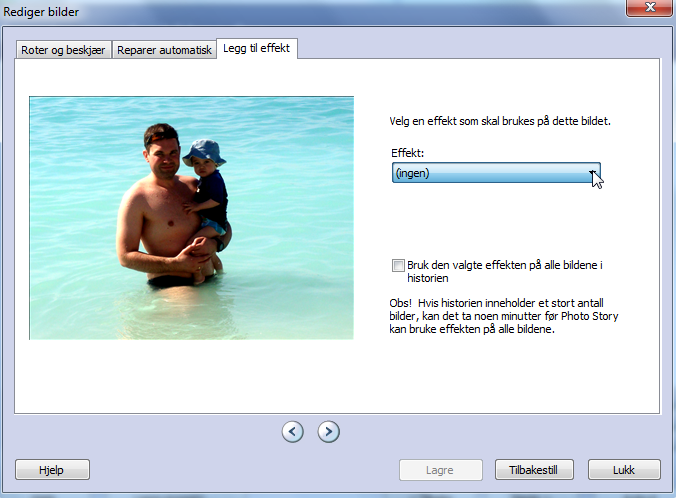 Rediger bilder
Roter og beskjær
Reparer automatisk
Legg til effekt
Velg en effekt som skal brukes på dette bildet.
Effekt:
(ingen)
Bruk den valgte effekten på alle bildene i
historien
Obs! Hvis historien inneholder et stort antall
bilder, kan det ta noen minutter før Photo Story
kan bruke effekten på alle bildene.
Hjelp
Lagre
Tilbakestill
Lukk